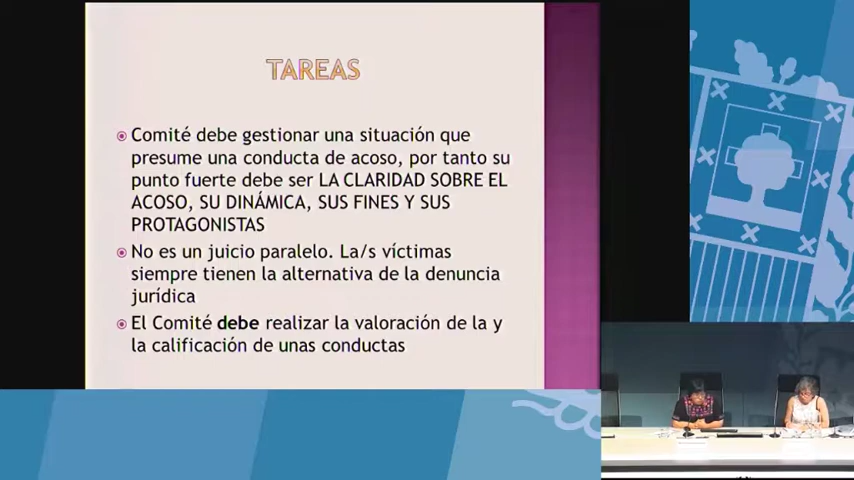 TAREAS
Comité debe gestionar una situación que
presume una conducta de acoso, por tanto su
punto fuerte debe ser LA CLARIDAD SOBRE EL
ACOSO, SU DINÁMICA, SUS FINES Y SUS
PROTAGONISTAS
No es un juicio paralelo. La/s víctimas
siempre tienen la alternativa de la denuncia
jurídica
El Comité debe realizar la valoración de la y
la calificación de unas conductas